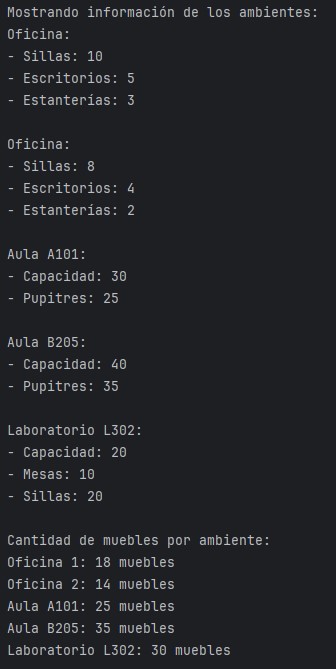 Mostrando información de los ambientes:
Oficina:
- Sillas: 10
- Escritorios: 5
- Estanterías: 3

Oficina:
- Sillas: 8
- Escritorios: 4
- Estanterías: 2

Aula A101:
- Capacidad: 30
- Pupitres: 25

Aula B205:
- Capacidad: 40
- Pupitres: 35

Laboratorio L302:
- Capacidad: 20
- Mesas: 10
- Sillas: 20

Cantidad de muebles por ambiente:
Oficina 1: 18 muebles
Oficina 2: 14 muebles
Aula A101: 25 muebles
Aula B205: 35 muebles
Laboratorio L302: 30 muebles